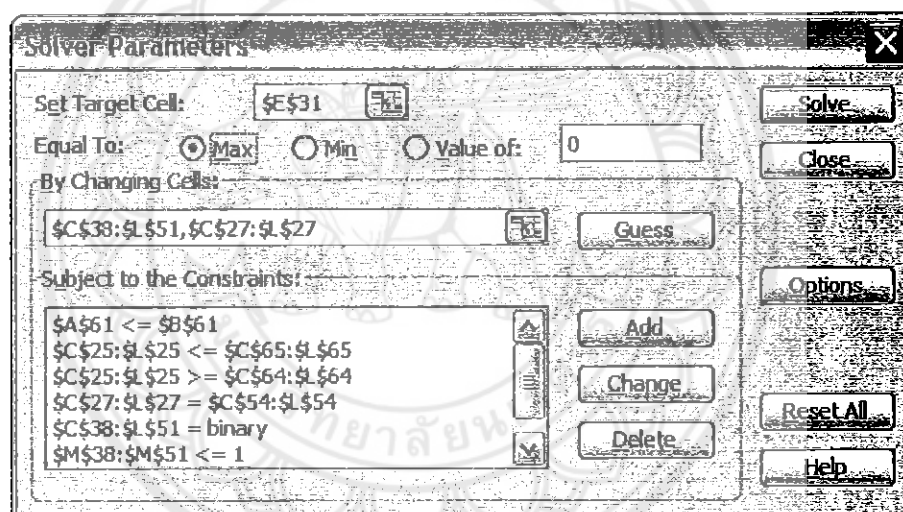 Solver Parameters
Set Target Cell: $E$31 Solve
Equal To: Max Min Value of: 0 Close
By Changing Cells:
$C$38:$L$51,$C$27:$L$27 Guess
Subject to the Constraints: Options
$A$61 <= $B$61 Add
$C$25:$L$25 <= $C$65:$L$65
$C$25:$L$25 >= $C$64:$L$64 Change
$C$27:$L$27 = $C$54:$L$54 Reset All
$C$38:$L$51 = binary Delete
$M$38:$M$51 <= 1 Help